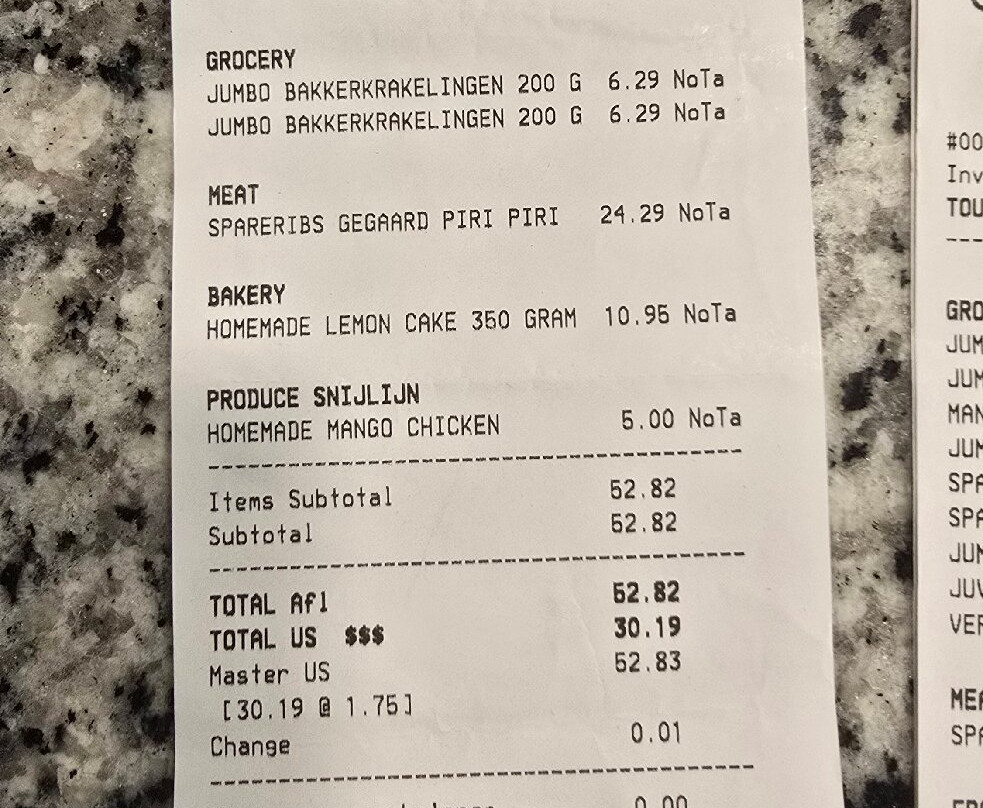 GROCERY
JUMBO BAKKERKRAKELINGEN 200 G 6.29 NoTa
JUMBO BAKKERKRAKELINGEN 200 G 6.29 NoTa
MEAT
SPARERIBS GEGAARD PIRI PIRI 24.29 NoTa
BAKERY
HOMEMADE LEMON CAKE 350 GRAM 10.95 NoTa
PRODUCE SNIJLIJN
HOMEMADE MANGO CHICKEN 5.00 NoTa
Items Subtotal 52.82
Subtotal 52.82
TOTAL Afl 52.82
TOTAL US $$$ 30.19
Master US 52.83
[30.19 @ 1.75]
Change 0.01
0.00
#00
Inv
TOU
GRO
JUM
JUM
MAN
JUM
SPA
SPA
JUM
JUV
VER
MEA
SPA